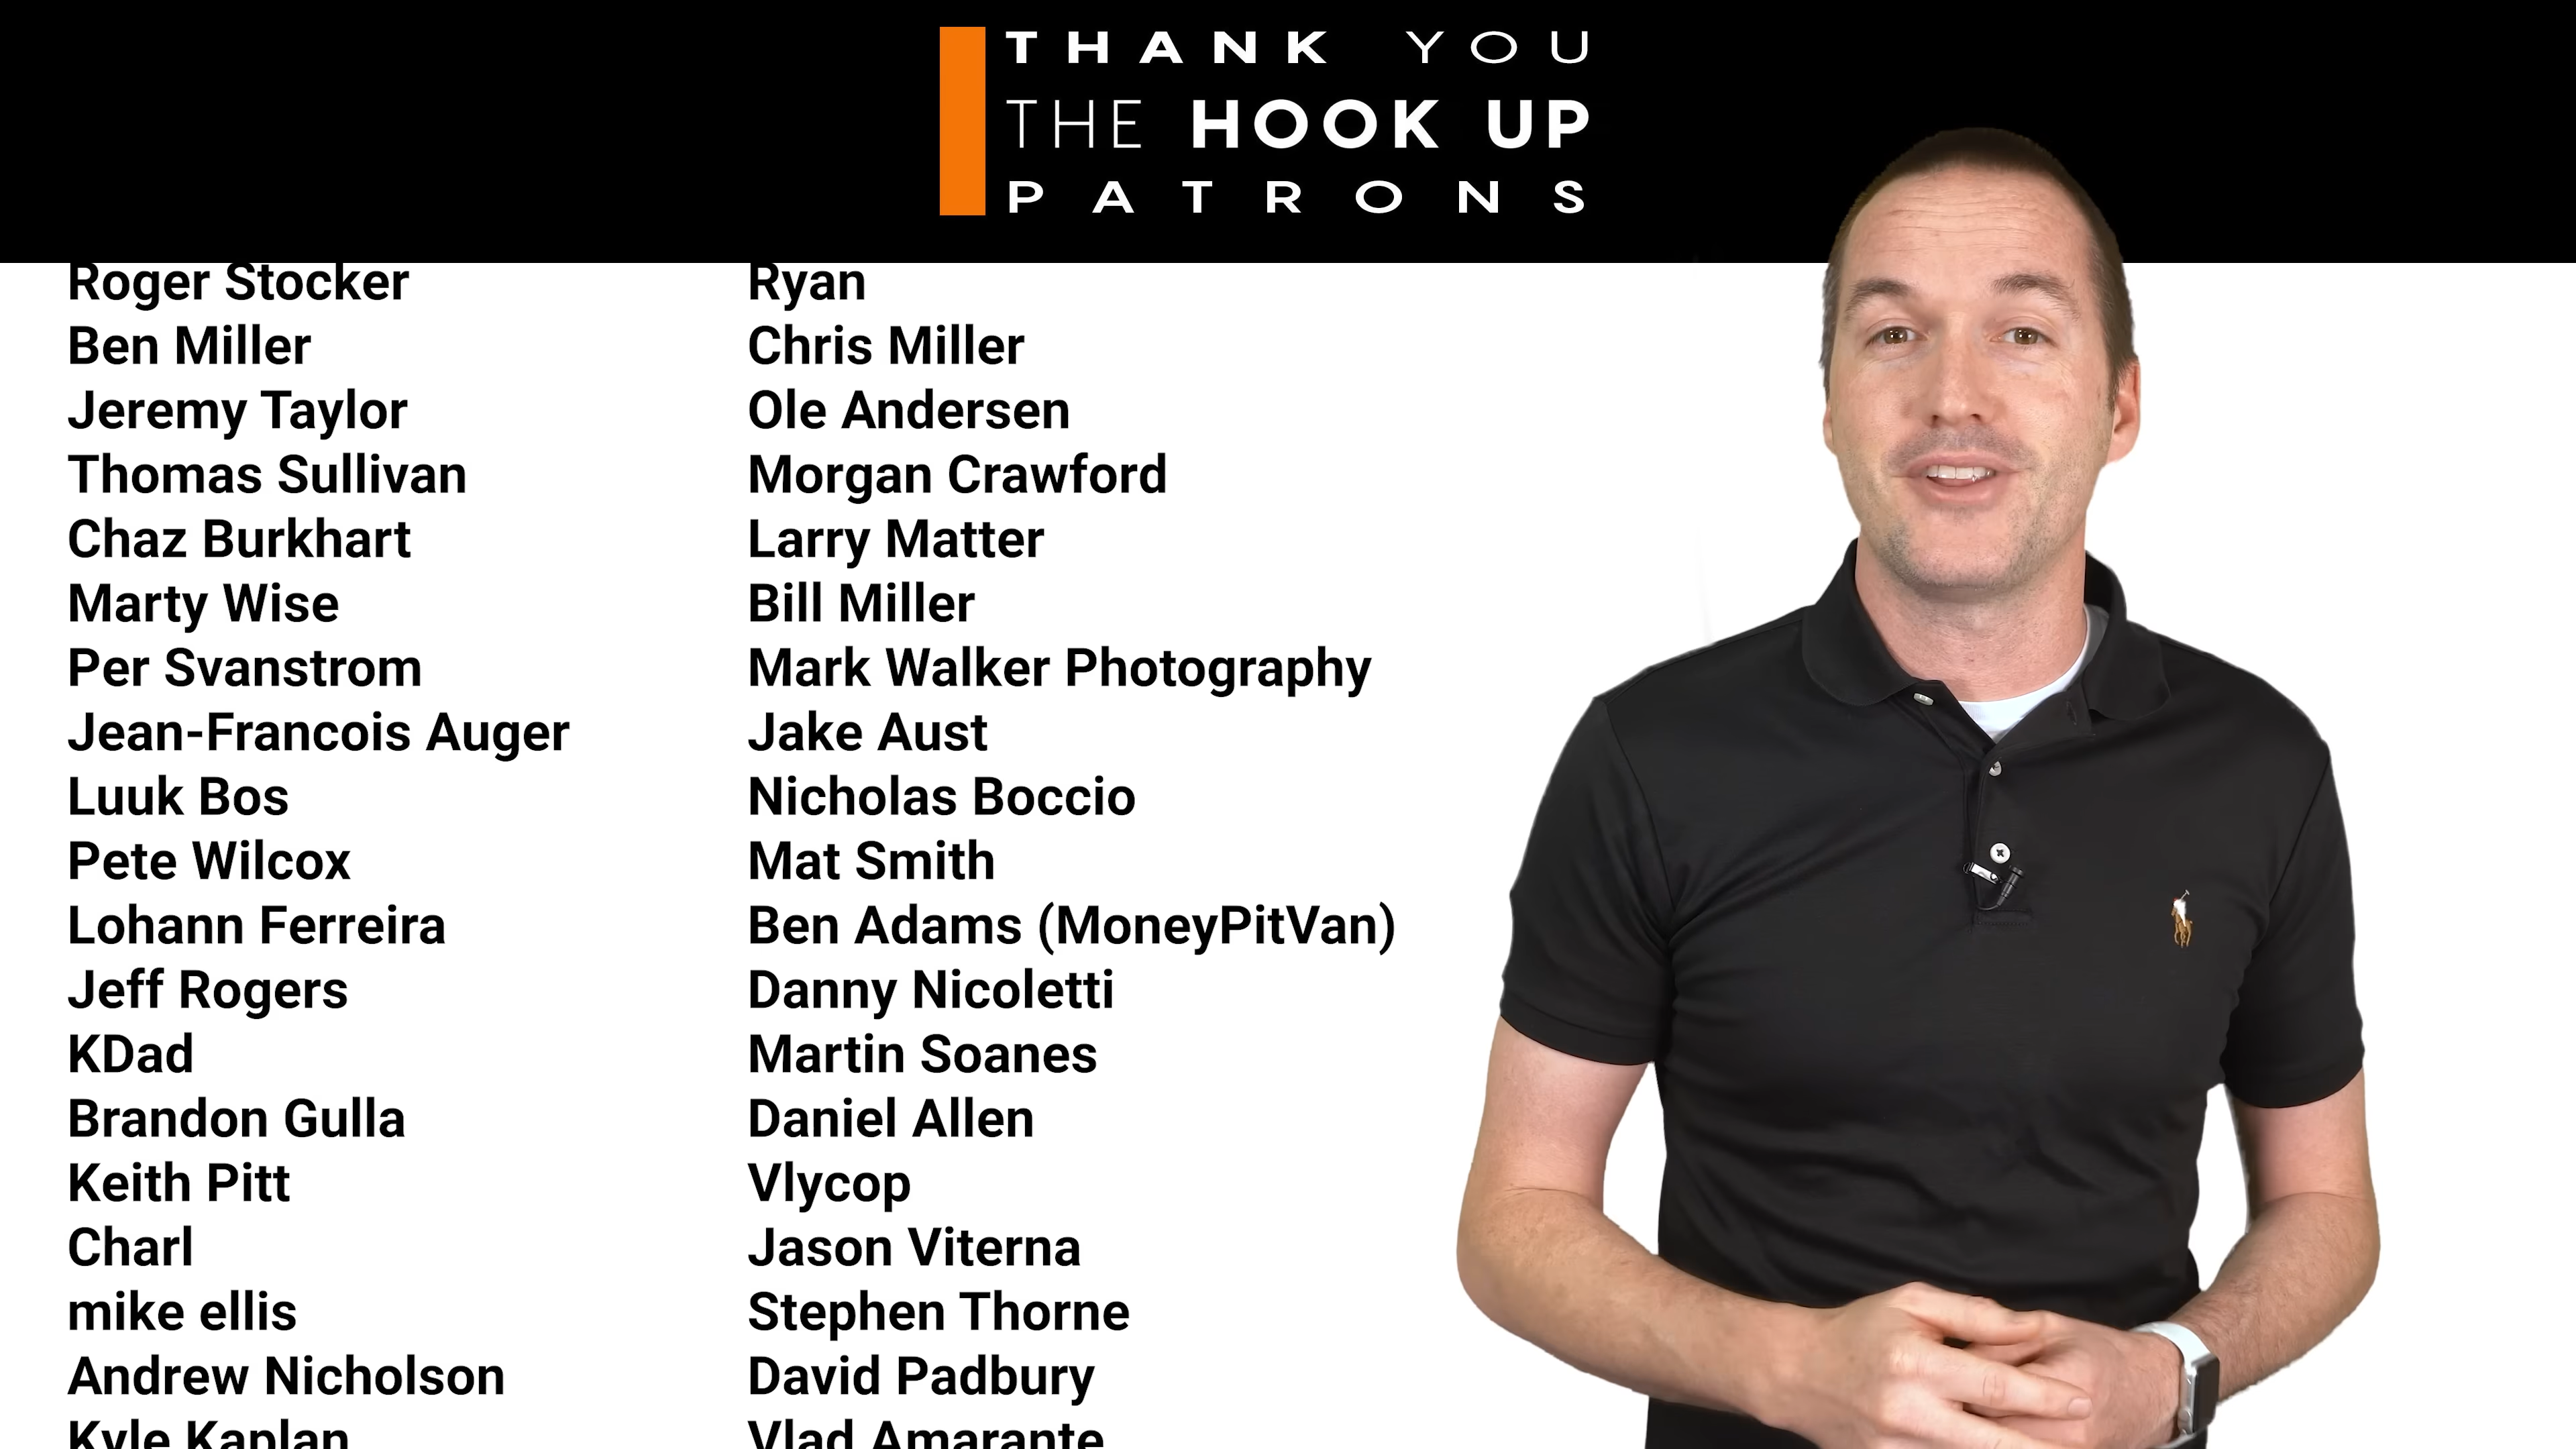 THANK YOU
THE HOOK UP
PATRONS
Roger Stocker
Ben Miller
Jeremy Taylor
Thomas Sullivan
Chaz Burkhart
Marty Wise
Per Svanstrom
Jean-Francois Auger
Luuk Bos
Pete Wilcox
Lohann Ferreira
Jeff Rogers
KDad
Brandon Gulla
Keith Pitt
Charl
mike ellis
Andrew Nicholson
Kyle Kaplan
Ryan
Chris Miller
Ole Andersen
Morgan Crawford
Larry Matter
Bill Miller
Mark Walker Photography
Jake Aust
Nicholas Boccio
Mat Smith
Ben Adams (MoneyPitVan)
Danny Nicoletti
Martin Soanes
Daniel Allen
Vlycop
Jason Viterna
Stephen Thorne
David Padbury
Vlad Amarante